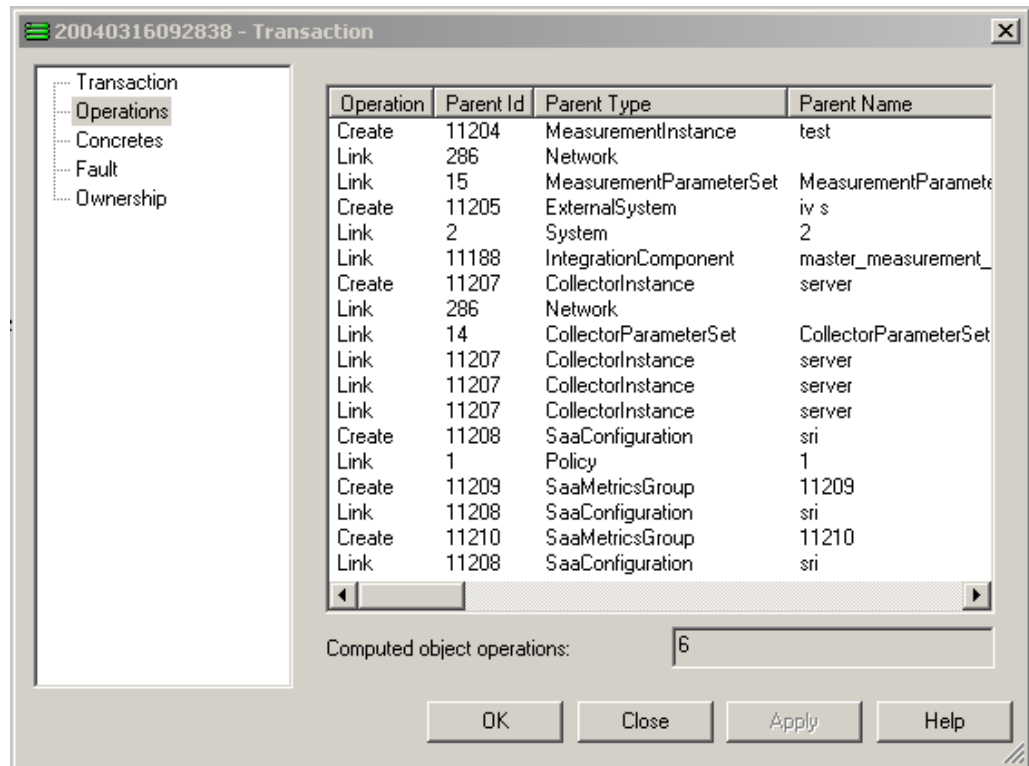 20040316092838 - Transaction
Transaction
Operations
Concretes
Fault
Ownership
Operation Parent Id Parent Type Parent Name
Create 11204 MeasurementInstance test
Link 286 Network
Link 15 MeasurementParameterSet MeasurementParamete
Create 11205 ExternalSystem iv s
Link 2 System 2
Link 11188 IntegrationComponent master_measurement_
Create 11207 CollectorInstance server
Link 286 Network
Link 14 CollectorParameterSet CollectorParameterSet
Link 11207 CollectorInstance server
Link 11207 CollectorInstance server
Link 11207 CollectorInstance server
Create 11208 SaaConfiguration sri
Link 1 Policy 1
Create 11209 SaaMetricsGroup 11209
Link 11208 SaaConfiguration sri
Create 11210 SaaMetricsGroup 11210
Link 11208 SaaConfiguration sri
Computed object operations: 6
OK Close Apply Help